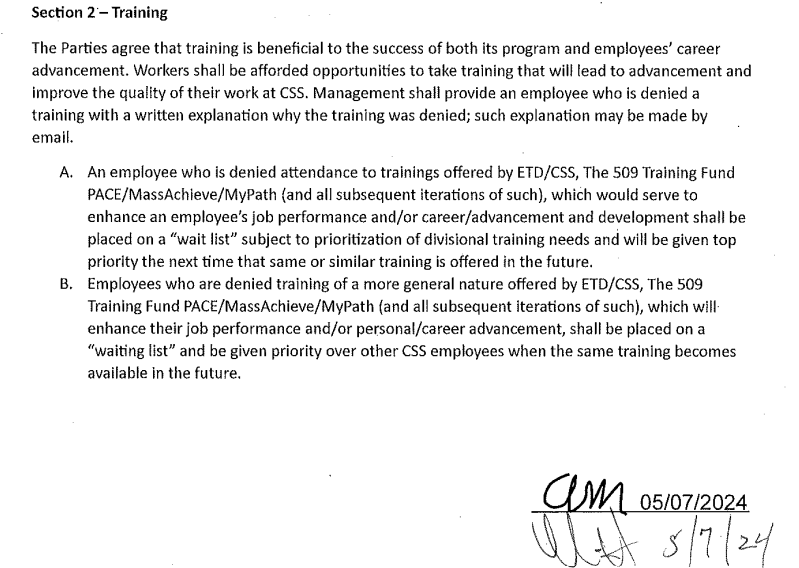 Section 2 – Training
The Parties agree that training is beneficial to the success of both its program and employees' career
advancement. Workers shall be afforded opportunities to take training that will lead to advancement and
improve the quality of their work at CSS. Management shall provide an employee who is denied a
training with a written explanation why the training was denied; such explanation may be made by
email.
A. An employee who is denied attendance to trainings offered by ETD/CSS, The 509 Training Fund
PACE/MassAchieve/MyPath (and all subsequent iterations of such), which would serve to
enhance an employee's job performance and/or career/advancement and development shall be
placed on a “wait list” subject to prioritization of divisional training needs and will be given top
priority the next time that same or similar training is offered in the future.
B. Employees who are denied training of a more general nature offered by ETD/CSS, The 509
Training Fund PACE/MassAchieve/MyPath (and all subsequent iterations of such), which will
enhance their job performance and/or personal/career advancement, shall be placed on a
“waiting list” and be given priority over other CSS employees when the same training becomes
available in the future.
am 05/07/2024
5/7/24